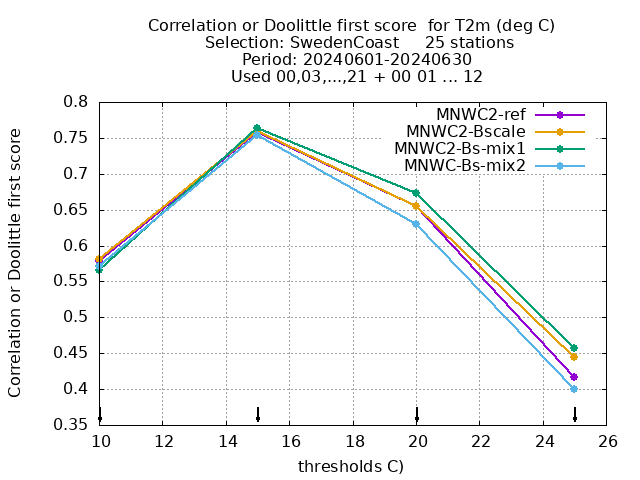 Correlation or Doolittle first score  for T2m (deg C)
Selection: SwedenCoast     25 stations
Period: 20240601-20240630
Used 00,03,...,21 + 00 01 ... 12
Correlation or Doolittle first score
0.8
0.75
0.7
0.65
0.6
0.55
0.5
0.45
0.4
0.35
MNWC2-ref
MNWC2-Bscale
MNWC2-Bs-mix1
MNWC-Bs-mix2
10 12 14 16 18 20 22 24 26
thresholds C)